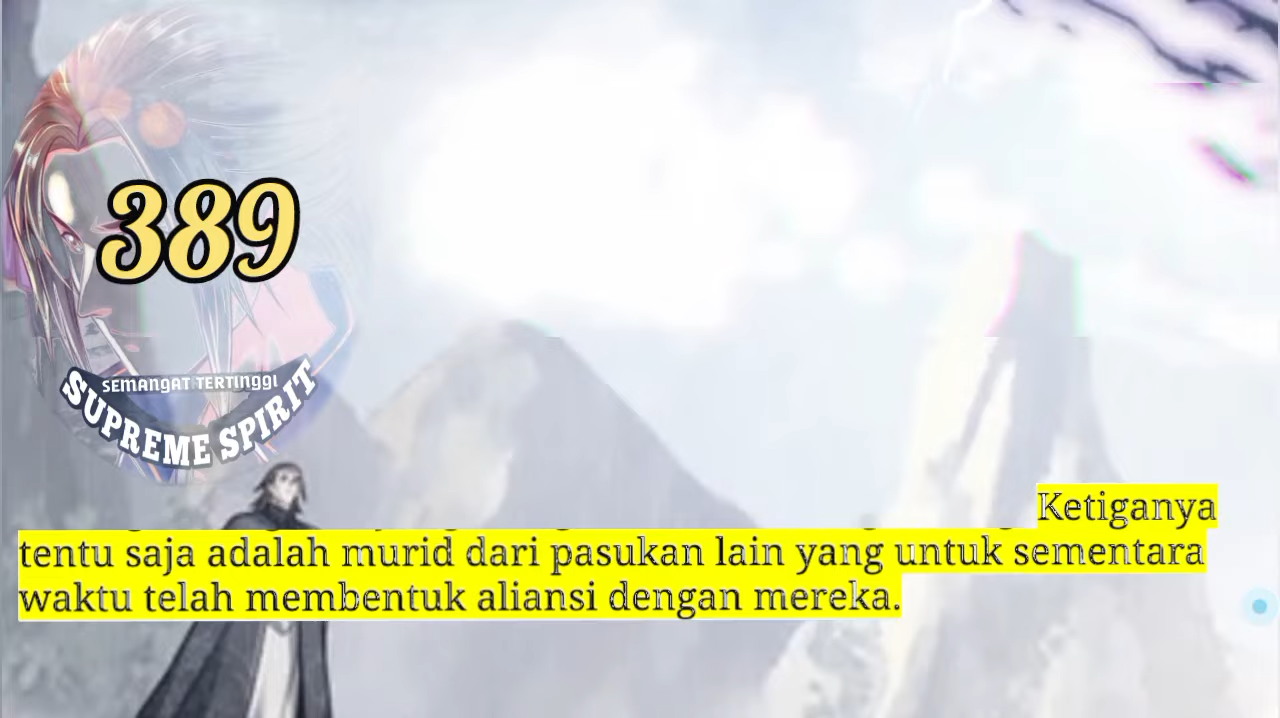 389
SEMANGAT TERTINGGI
SUPREME SPIRIT
Ketiganya
tentu saja adalah murid dari pasukan lain yang untuk sementara
waktu telah membentuk aliansi dengan mereka.